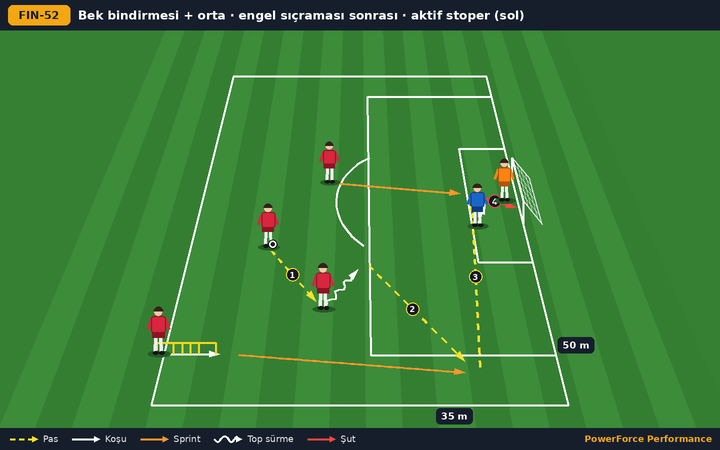 FIN-52 Bek bindirmesi + orta · engel sıçraması sonrası · aktif stoper (sol)
4
1
3
2
50 m
35 m
Pas Koşu Sprint Top sürme Şut PowerForce Performance